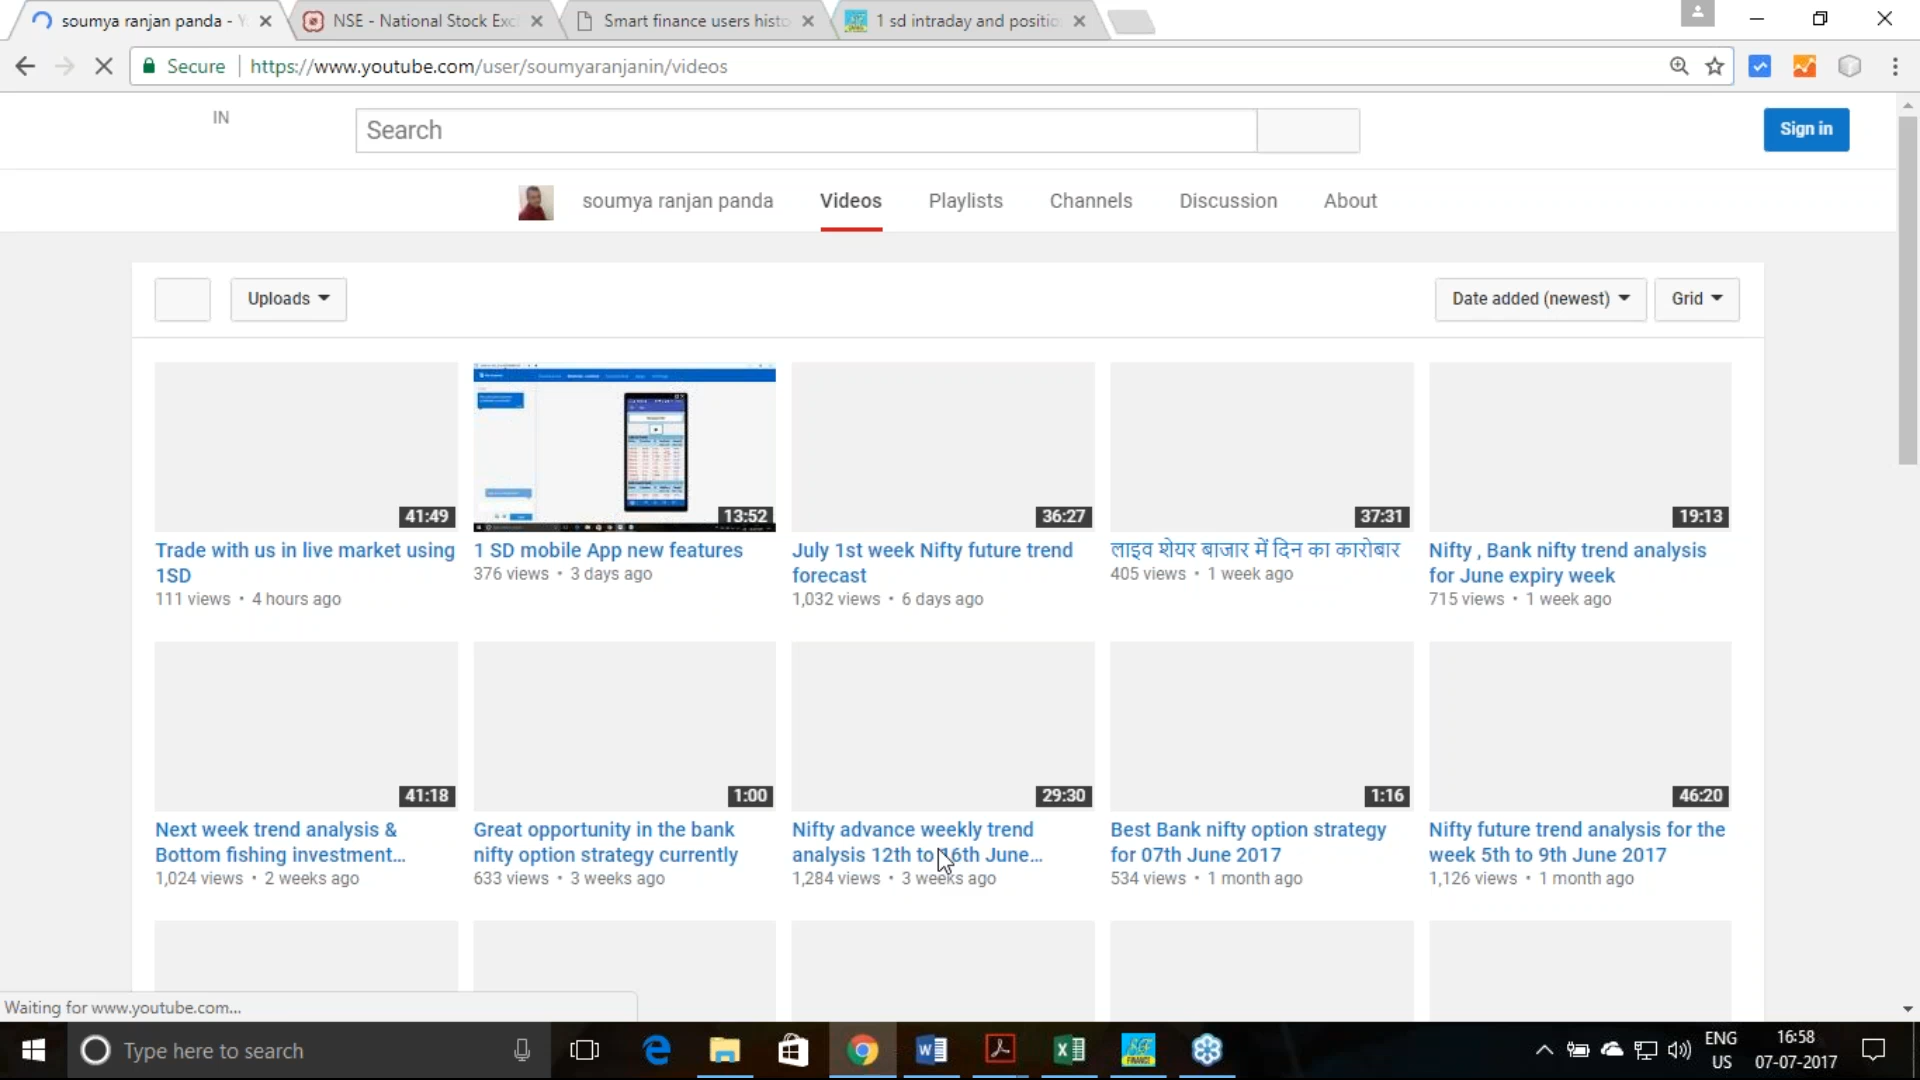 soumya ranjan panda - Y
NSE - National Stock Exc
Smart finance users histo
1 sd intraday and positio
Secure
https://www.youtube.com/user/soumyaranjanin/videos
IN
Search
Sign in
soumya ranjan panda
Videos
Playlists
Channels
Discussion
About
Uploads
Date added (newest)
Grid
41:49
13:52
36:27
37:31
19:13
Trade with us in live market using
1SD
111 views • 4 hours ago
1 SD mobile App new features
376 views • 3 days ago
July 1st week Nifty future trend
forecast
1,032 views • 6 days ago
लाइव शेयर बाजार में दिन का कारोबार
405 views • 1 week ago
Nifty , Bank nifty trend analysis
for June expiry week
715 views • 1 week ago
41:18
1:00
29:30
1:16
46:20
Next week trend analysis &
Bottom fishing investment...
1,024 views • 2 weeks ago
Great opportunity in the bank
nifty option strategy currently
633 views • 3 weeks ago
Nifty advance weekly trend
analysis 12th to 16th June...
1,284 views • 3 weeks ago
Best Bank nifty option strategy
for 07th June 2017
534 views • 1 month ago
Nifty future trend analysis for the
week 5th to 9th June 2017
1,126 views • 1 month ago
Waiting for www.youtube.com...
Type here to search
FINANCE
ENG
US
16:58
07-07-2017